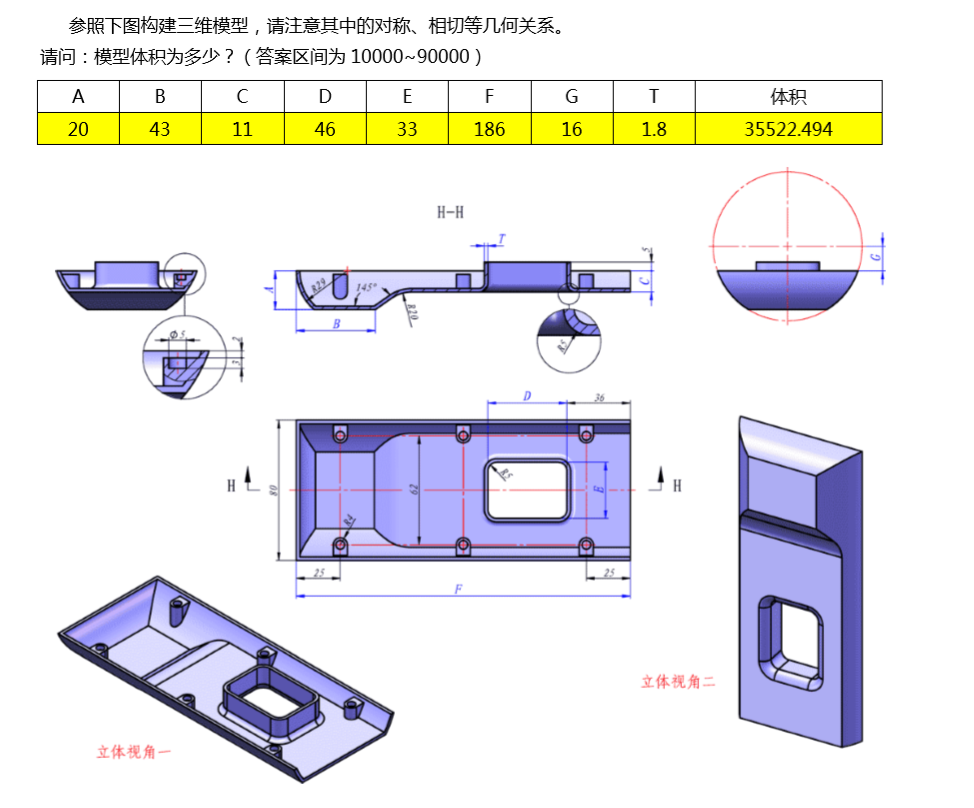 参照下图构建三维模型，请注意其中的对称、相切等几何关系。
请问：模型体积为多少？（答案区间为 10000~90000）
A B C D E F G T 体积
20 43 11 46 33 186 16 1.8 35522.494
H-H
T
5
A
R29
145°
R20
C
B
R5
G
Φ5
2
3
D
36
H
H
80
62
R5
E
R4
25
25
F
立体视角一
立体视角二